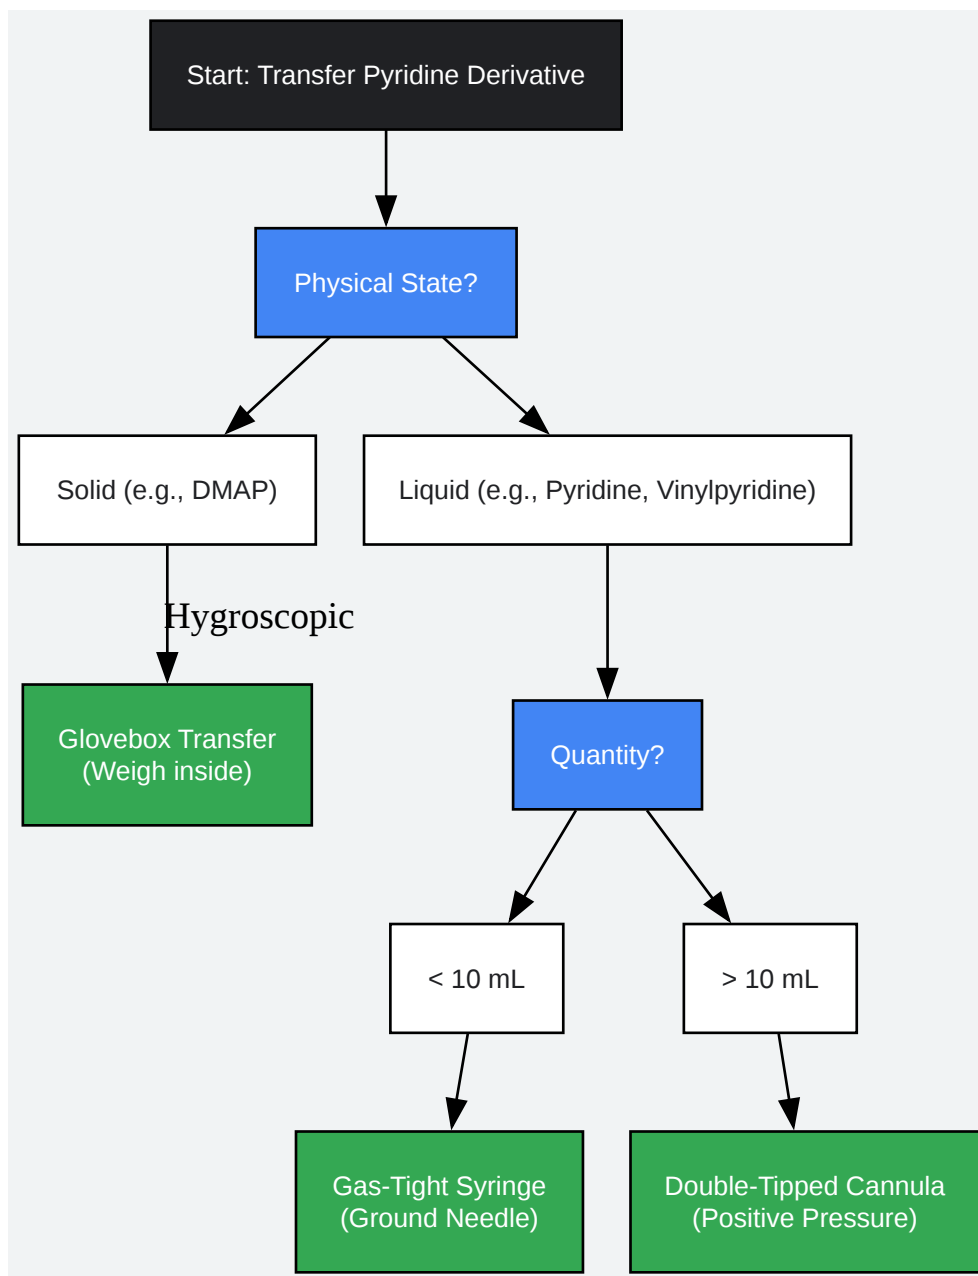 Start: Transfer Pyridine Derivative
Physical State?
Solid (e.g., DMAP)
Liquid (e.g., Pyridine, Vinylpyridine)
Hygroscopic
Glovebox Transfer
(Weigh inside)
Quantity?
< 10 mL
> 10 mL
Gas-Tight Syringe
(Ground Needle)
Double-Tipped Cannula
(Positive Pressure)